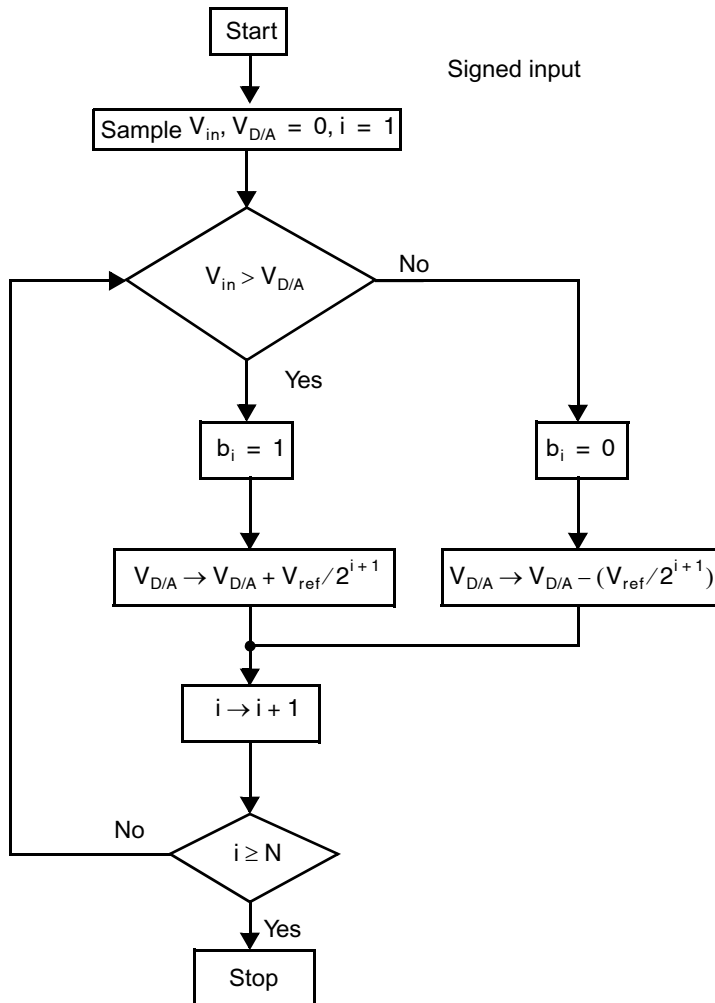 Start
Signed input
Sample V_in, V_D/A = 0, i = 1
V_in > V_D/A
No
Yes
b_i = 1
b_i = 0
V_D/A → V_D/A + V_ref/2^{i+1}
V_D/A → V_D/A – (V_ref/2^{i+1})
i → i + 1
No
i ≥ N
Yes
Stop